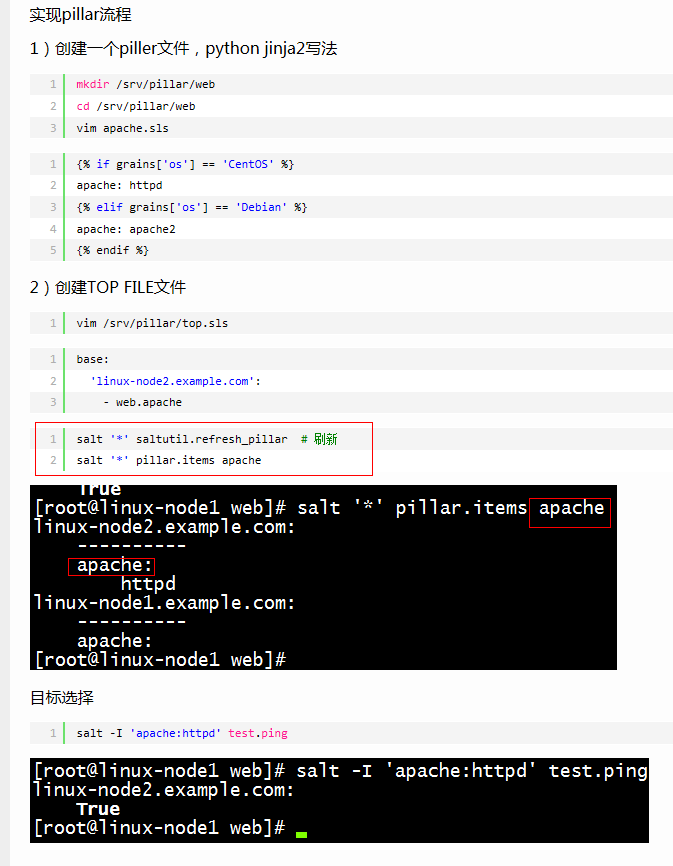 实现pillar流程
1）创建一个piller文件，python jinja2写法
1 mkdir /srv/pillar/web
2 cd /srv/pillar/web
3 vim apache.sls
1 {% if grains['os'] == 'CentOS' %}
2 apache: httpd
3 {% elif grains['os'] == 'Debian' %}
4 apache: apache2
5 {% endif %}
2）创建TOP FILE文件
1 vim /srv/pillar/top.sls
1 base:
2 'linux-node2.example.com':
3 - web.apache
1 salt '*' saltutil.refresh_pillar # 刷新
2 salt '*' pillar.items apache
True
[root@linux-node1 web]# salt '*' pillar.items apache
linux-node2.example.com:
----------
apache:
httpd
linux-node1.example.com:
----------
apache:
[root@linux-node1 web]#
目标选择
1 salt -I 'apache:httpd' test.ping
[root@linux-node1 web]# salt -I 'apache:httpd' test.ping
linux-node2.example.com:
True
[root@linux-node1 web]#